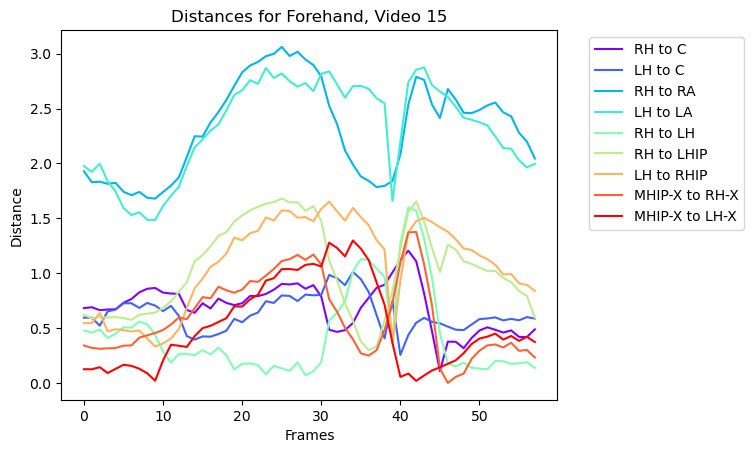 Distances for Forehand, Video 15
3.0
2.5
2.0
1.5
1.0
0.5
0.0
Distance
0
10
20
30
40
50
Frames
RH to C
LH to C
RH to RA
LH to LA
RH to LH
RH to LHIP
LH to RHIP
MHIP-X to RH-X
MHIP-X to LH-X